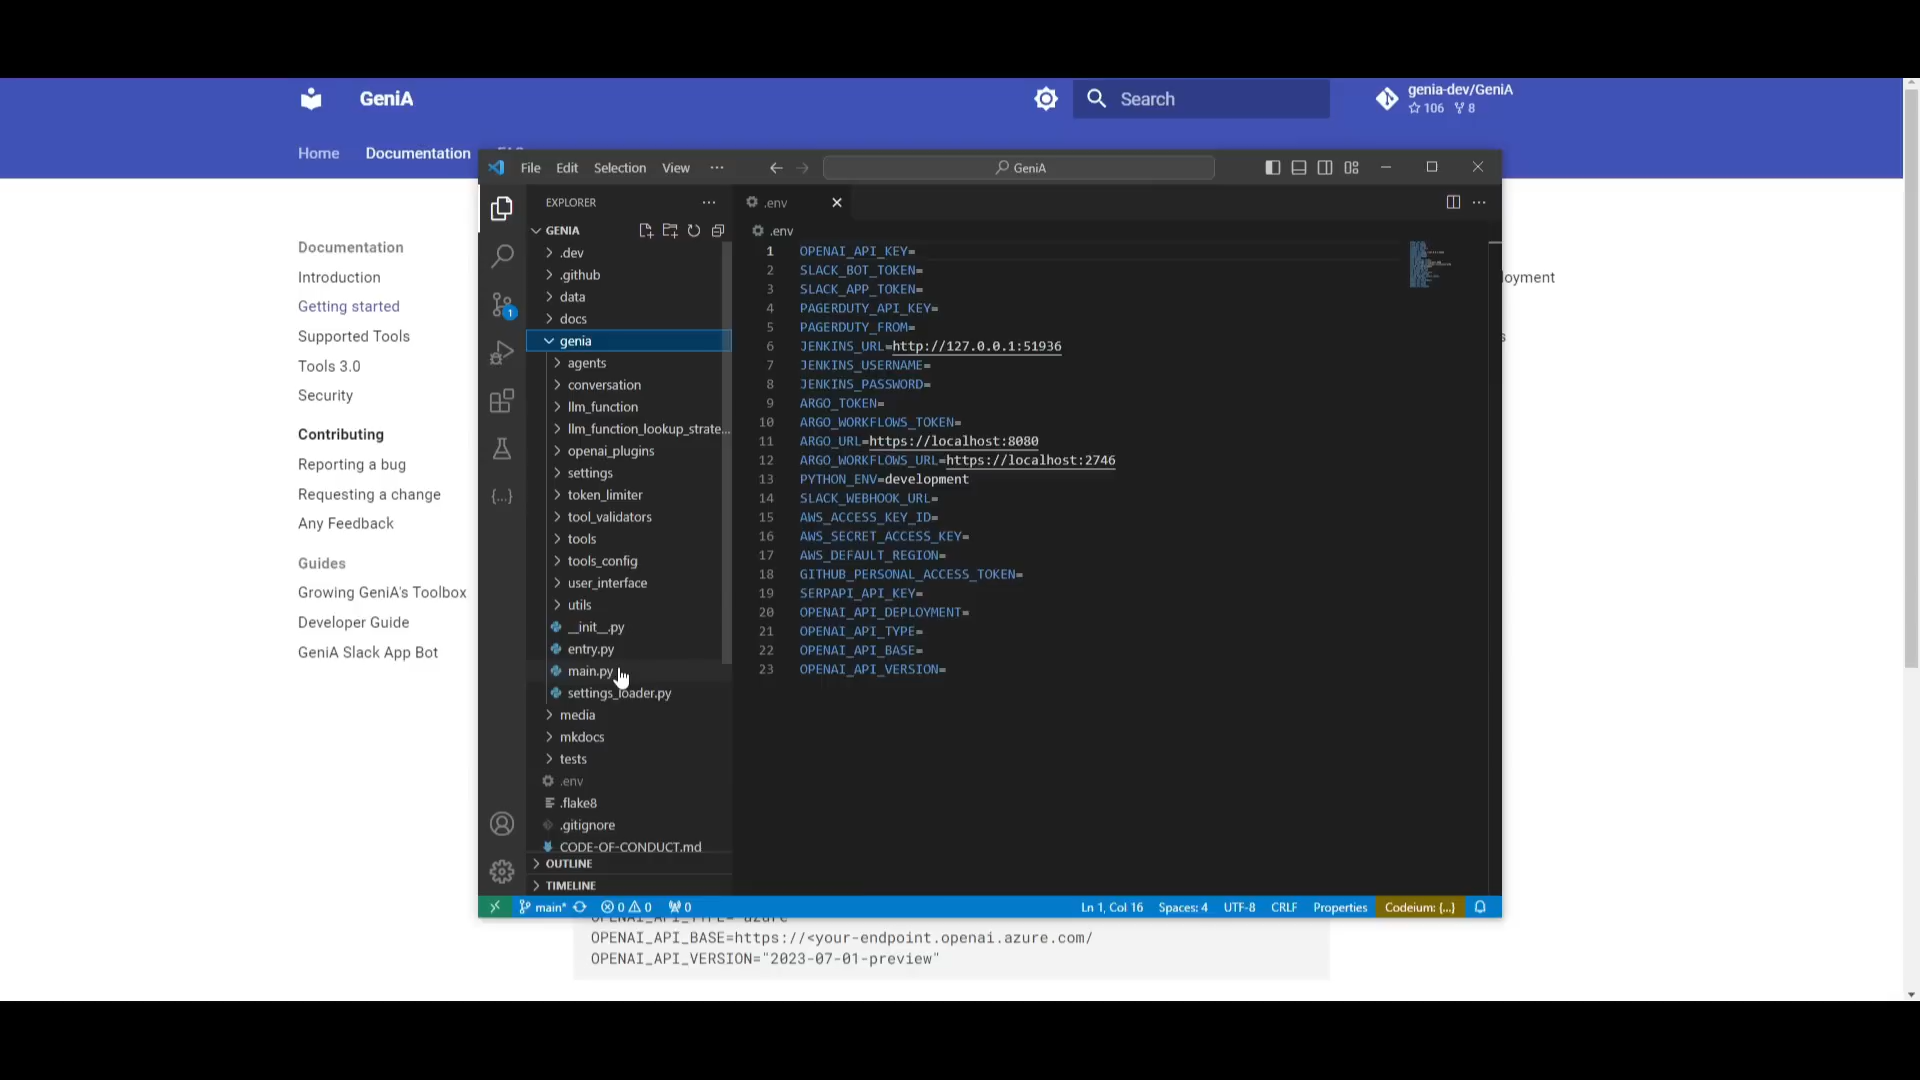 GeniA
Search
genia-dev/GeniA
106 8
Home Documentation
Documentation
Introduction
Getting started
Supported Tools
Tools 3.0
Security
Contributing
Reporting a bug
Requesting a change
Any Feedback
Guides
Growing GeniA's Toolbox
Developer Guide
GeniA Slack App Bot
File Edit Selection View ···
GeniA
EXPLORER
GENIA
.dev
.github
data
docs
genia
agents
conversation
llm_function
llm_function_lookup_strate...
openai_plugins
settings
token_limiter
tool_validators
tools
tools_config
user_interface
utils
__init__.py
entry.py
main.py
settings_loader.py
media
mkdocs
tests
.env
.flake8
.gitignore
CODE-OF-CONDUCT.md
OUTLINE
TIMELINE
.env
.env
1 OPENAI_API_KEY=
2 SLACK_BOT_TOKEN=
3 SLACK_APP_TOKEN=
4 PAGERDUTY_API_KEY=
5 PAGERDUTY_FROM=
6 JENKINS_URL=http://127.0.0.1:51936
7 JENKINS_USERNAME=
8 JENKINS_PASSWORD=
9 ARGO_TOKEN=
10 ARGO_WORKFLOWS_TOKEN=
11 ARGO_URL=https://localhost:8080
12 ARGO_WORKFLOWS_URL=https://localhost:2746
13 PYTHON_ENV=development
14 SLACK_WEBHOOK_URL=
15 AWS_ACCESS_KEY_ID=
16 AWS_SECRET_ACCESS_KEY=
17 AWS_DEFAULT_REGION=
18 GITHUB_PERSONAL_ACCESS_TOKEN=
19 SERPAPI_API_KEY=
20 OPENAI_API_DEPLOYMENT=
21 OPENAI_API_TYPE=
22 OPENAI_API_BASE=
23 OPENAI_API_VERSION=
main* 0 0 0 Ln 1, Col 16 Spaces: 4 UTF-8 CRLF Properties Codeium: {...}
1
loyment
s
OPENAI_API_BASE=https://<your-endpoint.openai.azure.com/
OPENAI_API_VERSION="2023-07-01-preview"